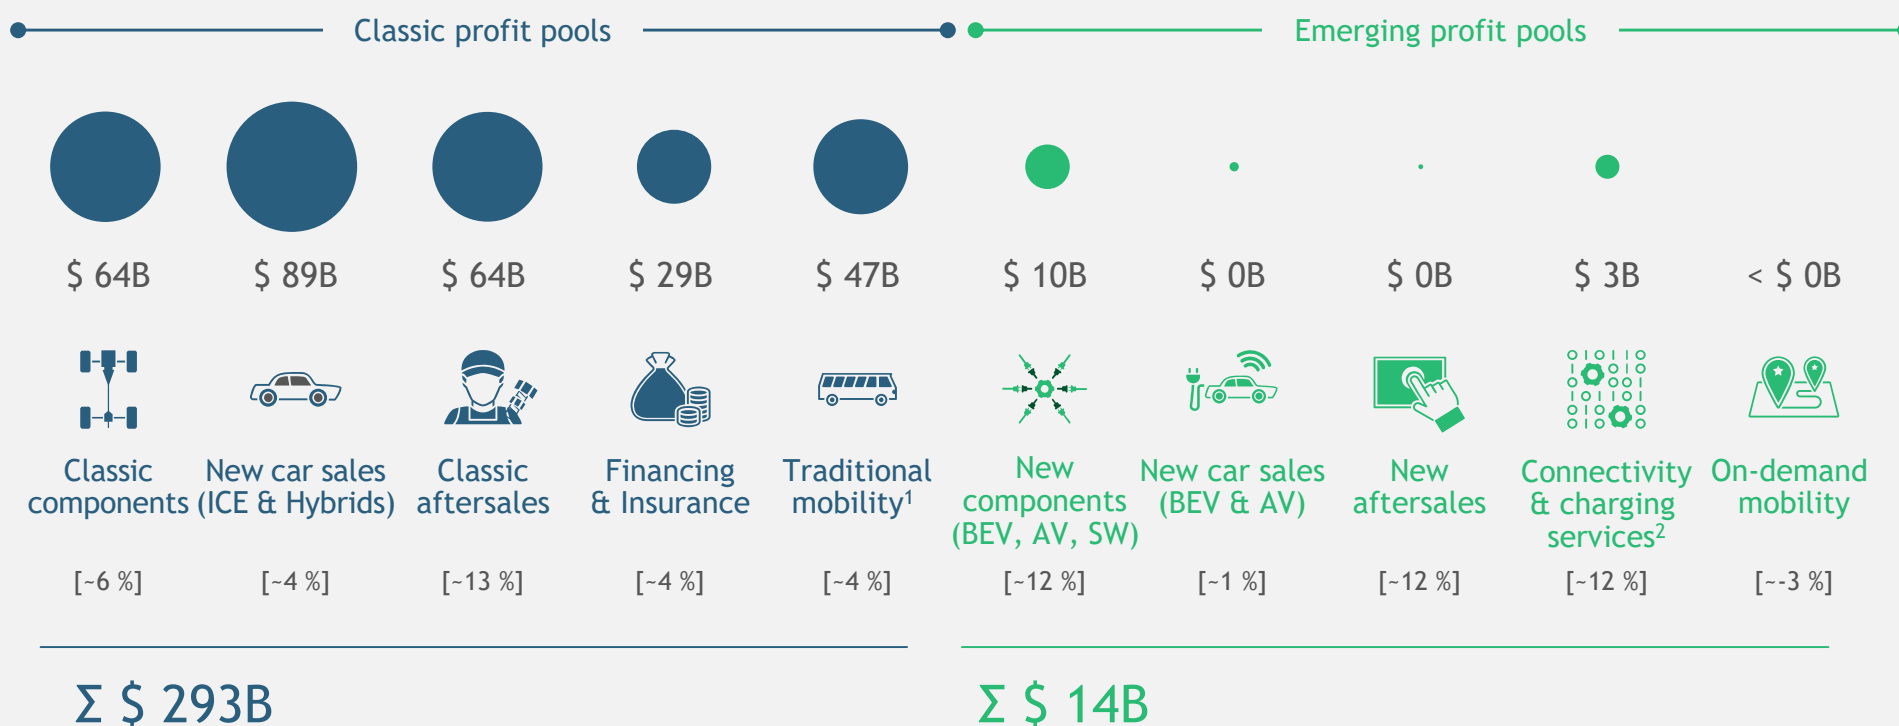 Classic profit pools
Emerging profit pools
$ 64B
$ 89B
$ 64B
$ 29B
$ 47B
$ 10B
$ 0B
$ 0B
$ 3B
< $ 0B
Classic
components
New car sales
(ICE & Hybrids)
Classic
aftersales
Financing
& Insurance
Traditional
mobility¹
New
components
(BEV, AV, SW)
New car sales
(BEV & AV)
New
aftersales
Connectivity
& charging
services²
On-demand
mobility
[~6 %]
[~4 %]
[~13 %]
[~4 %]
[~4 %]
[~12 %]
[~1 %]
[~12 %]
[~12 %]
[~-3 %]
Σ $ 293B
Σ $ 14B